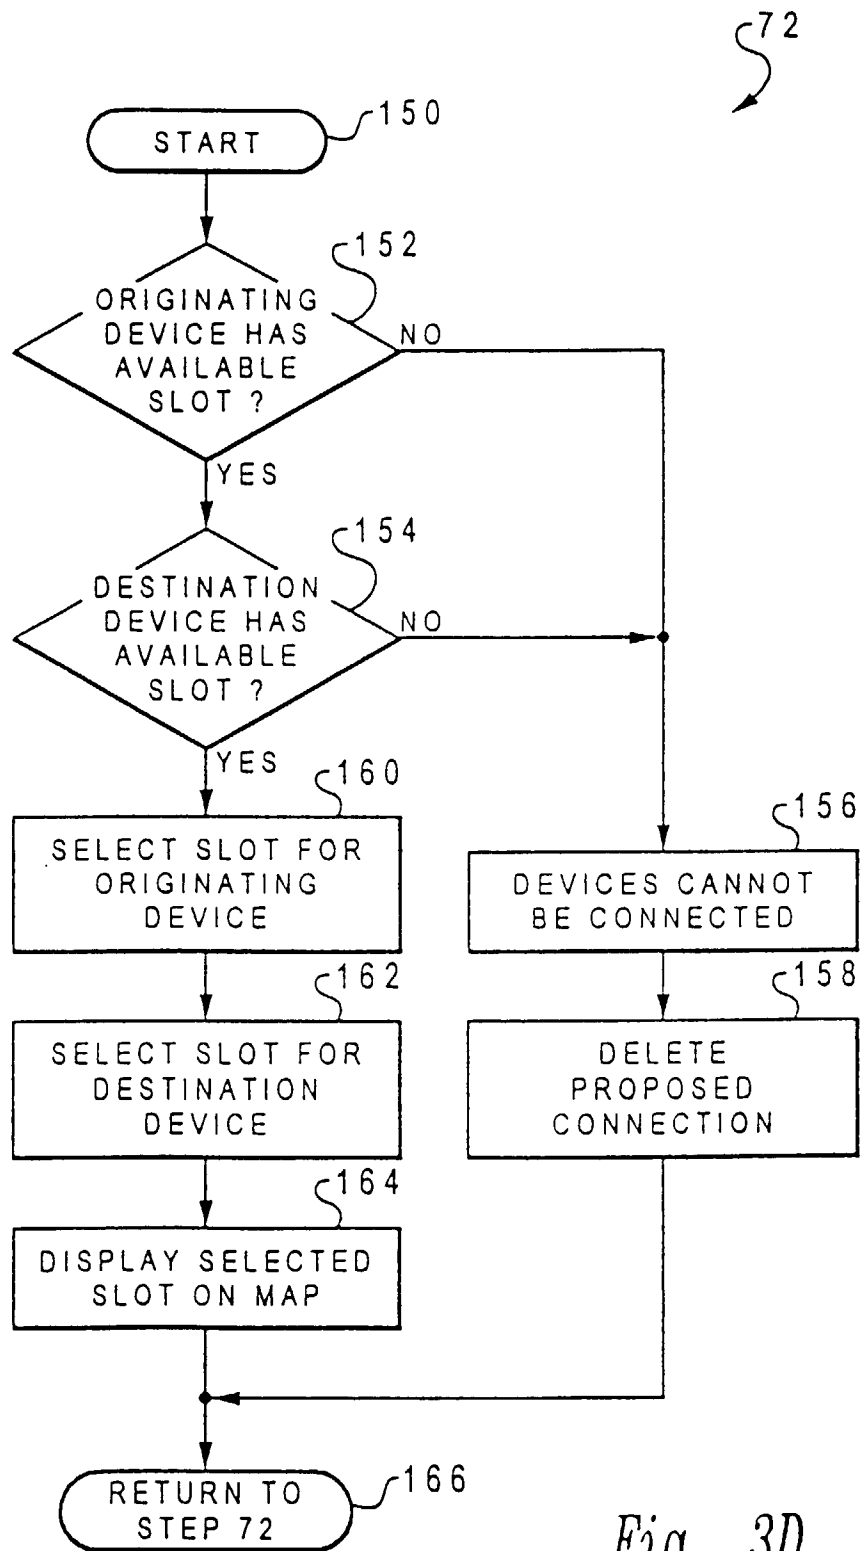 72
START
150
152
ORIGINATING
DEVICE HAS
AVAILABLE
SLOT ?
NO
YES
154
DESTINATION
DEVICE HAS
AVAILABLE
SLOT ?
NO
YES
160
SELECT SLOT FOR
ORIGINATING
DEVICE
156
DEVICES CANNOT
BE CONNECTED
162
SELECT SLOT FOR
DESTINATION
DEVICE
158
DELETE
PROPOSED
CONNECTION
164
DISPLAY SELECTED
SLOT ON MAP
RETURN TO
STEP 72
166
Fig. 3D